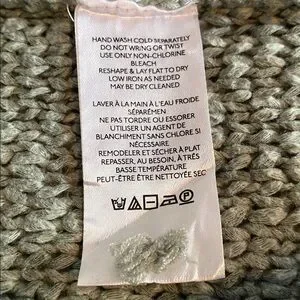 HAND WASH COLD SEPARATELY
DO NOT WRING OR TWIST
USE ONLY NON-CHLORINE
BLEACH
RESHAPE & LAY FLAT TO DRY
LOW IRON AS NEEDED
MAY BE DRY CLEANED
LAVER À LA MAIN À L'EAU FROIDE
SÉPARÉMEN
NE PAS TORDRE OU ESSORER
UTILISER UN AGENT DE
BLANCHIMENT SANS CHLORE SI
NÉCESSAIRE
REMODELER ET SÉCHER À PLAT
REPASSER, AU BESOIN, À TRÈS
BASSE TEMPÉRATURE
PEUT-ÊTRE ÊTRE NETTOYÉE SEC
P